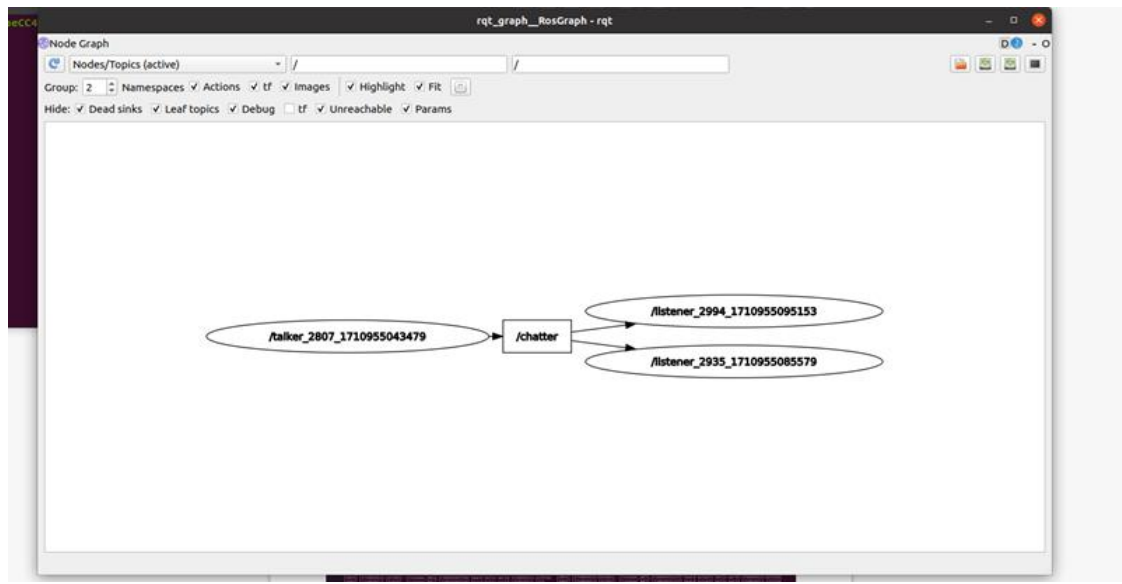 aeCC4
rqt_graph__RosGraph - rqt
Node Graph
D - O
Nodes/Topics (active) / /
Group: 2 Namespaces Actions tf Images Highlight Fit
Hide: Dead sinks Leaf topics Debug tf Unreachable Params
/listener_2994_1710955095153
/talker_2807_1710955043479 /chatter
/listener_2935_1710955085579